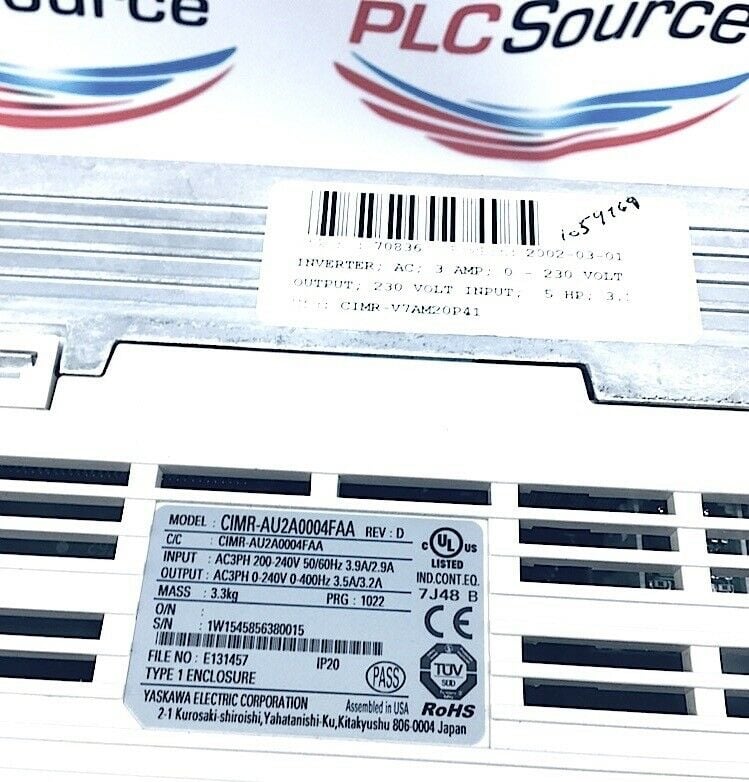 urce
PLC Source
io54769
70836 2002-03-01
INVERTER; AC; 3 AMP; 0 - 230 VOLT
OUTPUT; 230 VOLT INPUT, 5 HP; 3.
CIMR-V7AM20P41
MODEL : CIMR-AU2A0004FAA REV : D
C/C : CIMR-AU2A0004FAA
INPUT : AC3PH 200-240V 50/60Hz 3.9A/2.9A
OUTPUT : AC3PH 0-240V 0-400Hz 3.5A/3.2A
MASS : 3.3kg PRG : 1022
O/N :
S/N : 1W1545856380015
FILE NO : E131457 IP20
TYPE 1 ENCLOSURE PASS
YASKAWA ELECTRIC CORPORATION Assembled in USA
2-1 Kurosaki-shiroishi, Yahatanishi-Ku, Kitakyushu 806-0004 Japan
C UL US
LISTED
IND.CONT.EQ.
7J48 B
CE
TÜV
SÜD
RoHS